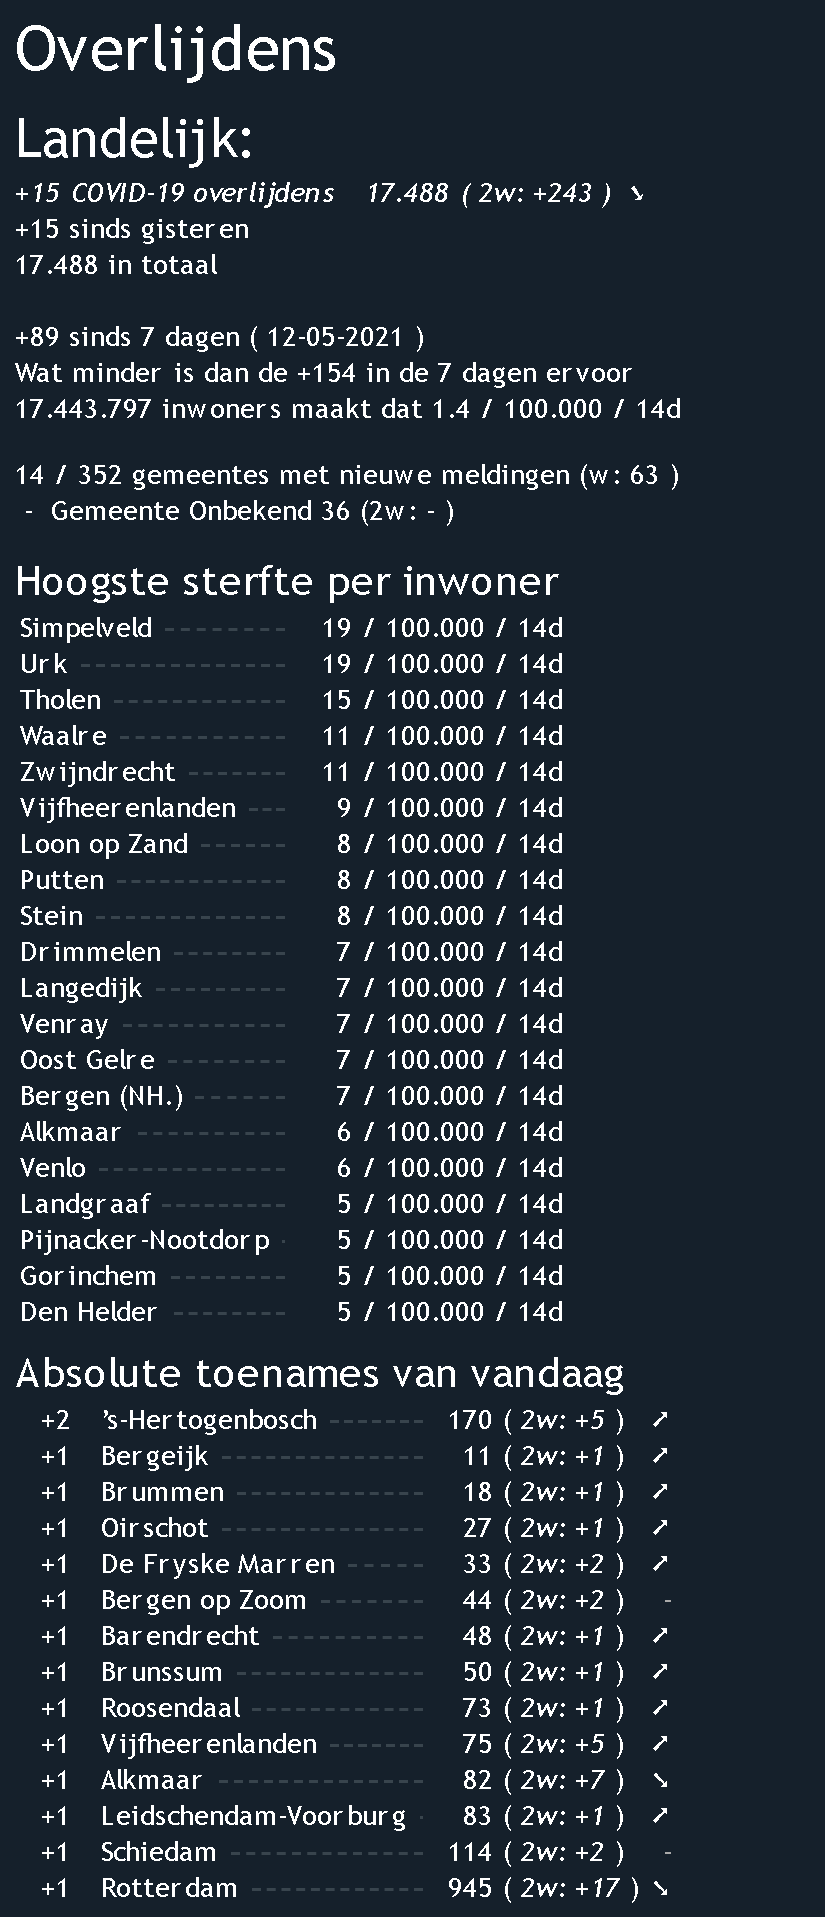 Overlijdens
Landelijk:
+15 COVID-19 overlijdens 17.488 ( 2w: +243 ) ➘
+15 sinds gisteren
17.488 in totaal
+89 sinds 7 dagen ( 12-05-2021 )
Wat minder is dan de +154 in de 7 dagen ervoor
17.443.797 inwoners maakt dat 1.4 / 100.000 / 14d
14 / 352 gemeentes met nieuwe meldingen (w: 63 )
- Gemeente Onbekend 36 (2w: - )
Hoogste sterfte per inwoner
Simpelveld -------- 19 / 100.000 / 14d
Urk -------------- 19 / 100.000 / 14d
Tholen ------------ 15 / 100.000 / 14d
Waalre ----------- 11 / 100.000 / 14d
Zwijndrecht ------- 11 / 100.000 / 14d
Vijfheerenlanden --- 9 / 100.000 / 14d
Loon op Zand ------ 8 / 100.000 / 14d
Putten ------------ 8 / 100.000 / 14d
Stein ------------- 8 / 100.000 / 14d
Drimmelen -------- 7 / 100.000 / 14d
Langedijk --------- 7 / 100.000 / 14d
Venray ----------- 7 / 100.000 / 14d
Oost Gelre -------- 7 / 100.000 / 14d
Bergen (NH.) ------ 7 / 100.000 / 14d
Alkmaar ---------- 6 / 100.000 / 14d
Venlo ------------- 6 / 100.000 / 14d
Landgraaf --------- 5 / 100.000 / 14d
Pijnacker-Nootdorp - 5 / 100.000 / 14d
Gorinchem -------- 5 / 100.000 / 14d
Den Helder -------- 5 / 100.000 / 14d
Absolute toenames van vandaag
+2 ’s-Hertogenbosch ------- 170 ( 2w: +5 ) ➚
+1 Bergeijk -------------- 11 ( 2w: +1 ) ➚
+1 Brummen ------------- 18 ( 2w: +1 ) ➚
+1 Oirschot -------------- 27 ( 2w: +1 ) ➚
+1 De Fryske Marren ----- 33 ( 2w: +2 ) ➚
+1 Bergen op Zoom ------- 44 ( 2w: +2 ) -
+1 Barendrecht ---------- 48 ( 2w: +1 ) ➚
+1 Brunssum ------------- 50 ( 2w: +1 ) ➚
+1 Roosendaal ------------ 73 ( 2w: +1 ) ➚
+1 Vijfheerenlanden ------- 75 ( 2w: +5 ) ➚
+1 Alkmaar -------------- 82 ( 2w: +7 ) ➘
+1 Leidschendam-Voorburg - 83 ( 2w: +1 ) ➚
+1 Schiedam ------------- 114 ( 2w: +2 ) -
+1 Rotterdam ------------ 945 ( 2w: +17 ) ➘